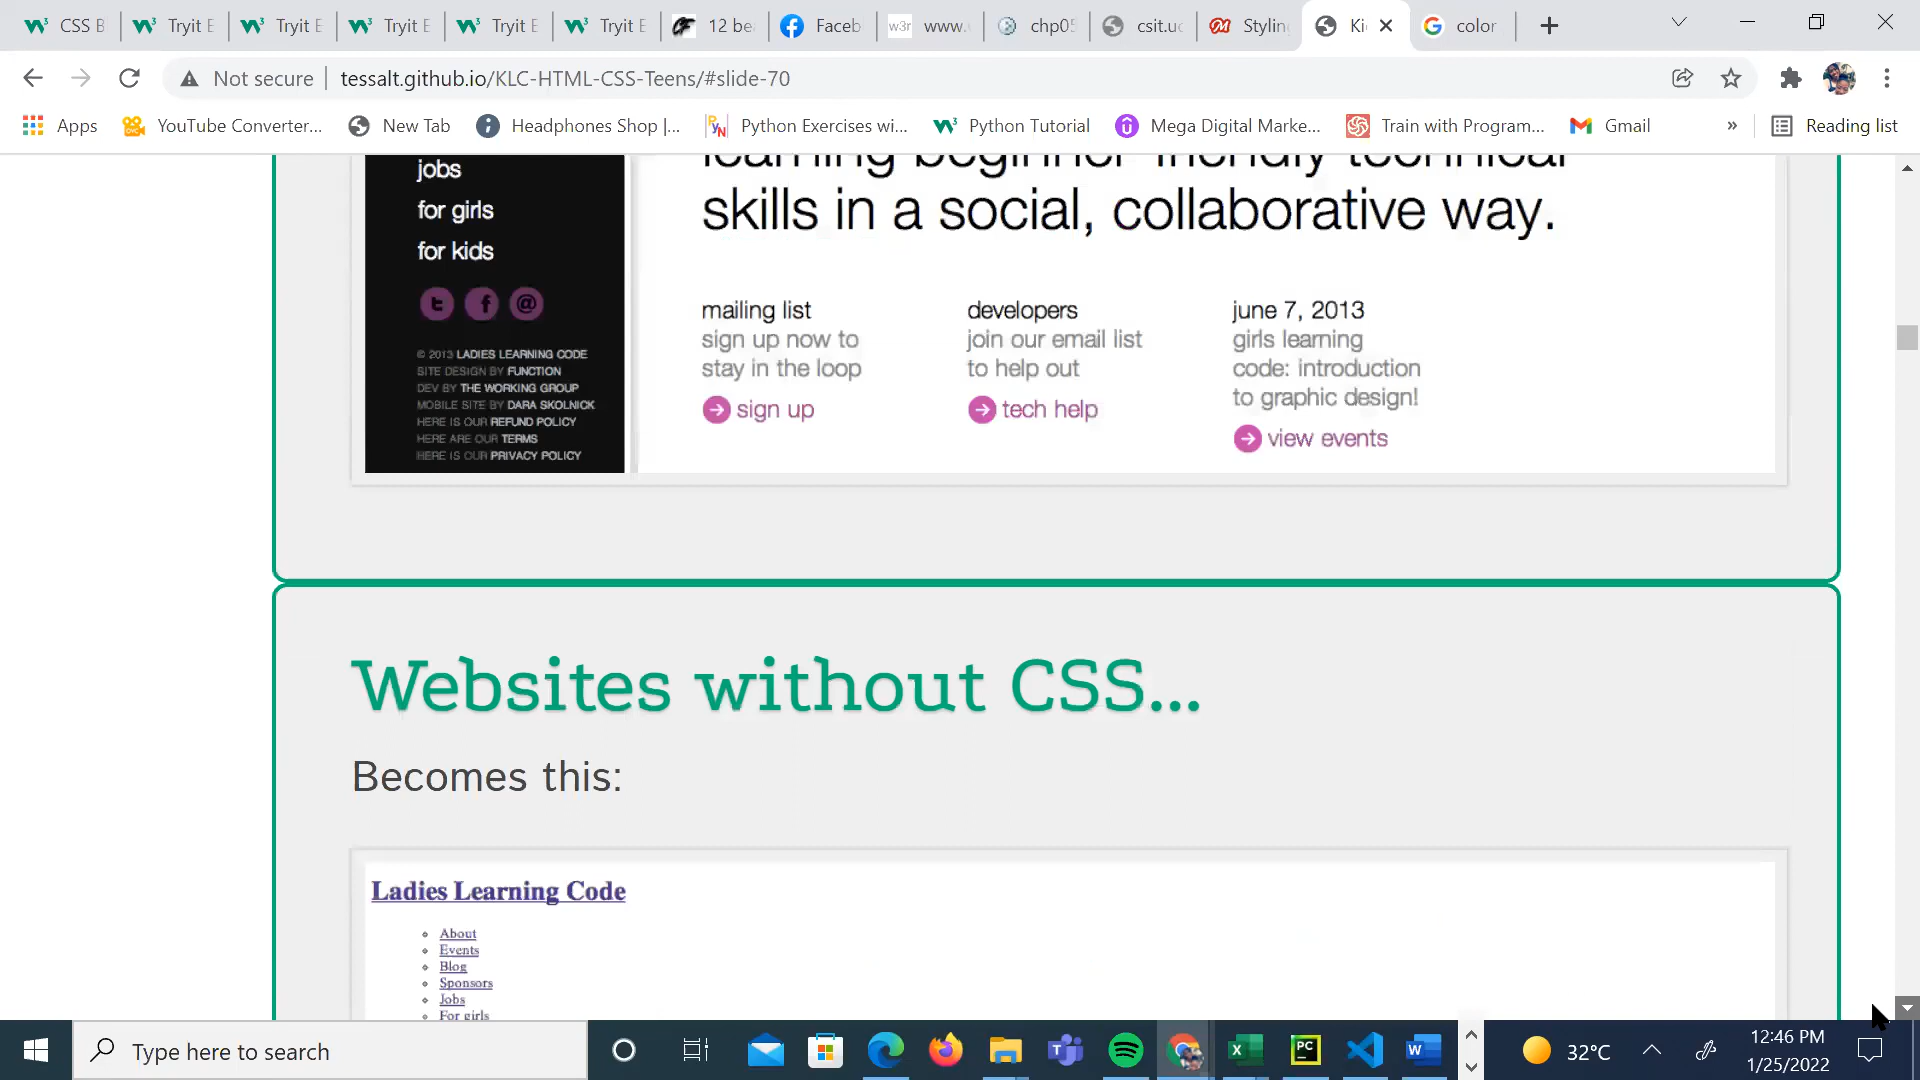 CSS B
Tryit E
Tryit E
Tryit E
Tryit E
Tryit E
12 be
Faceb
w3r
www.
chp05
csit.uc
Styling
Ki
color
Not secure
tessalt.github.io/KLC-HTML-CSS-Teens/#slide-70
Apps
YouTube Converter...
New Tab
Headphones Shop |...
Python Exercises wi...
Python Tutorial
Mega Digital Marke...
Train with Program...
Gmail
»
Reading list
jobs
for girls
for kids
© 2013 LADIES LEARNING CODE
SITE DESIGN BY FUNCTION
DEV BY THE WORKING GROUP
MOBILE SITE BY DARA SKOLNICK
HERE IS OUR REFUND POLICY
HERE ARE OUR TERMS
HERE IS OUR PRIVACY POLICY
learning beginner-friendly technical
skills in a social, collaborative way.
mailing list
sign up now to
stay in the loop
sign up
developers
join our email list
to help out
tech help
june 7, 2013
girls learning
code: introduction
to graphic design!
view events
Websites without CSS...
Becomes this:
Ladies Learning Code
About
Events
Blog
Sponsors
Jobs
For girls
Type here to search
32°C
12:46 PM
1/25/2022